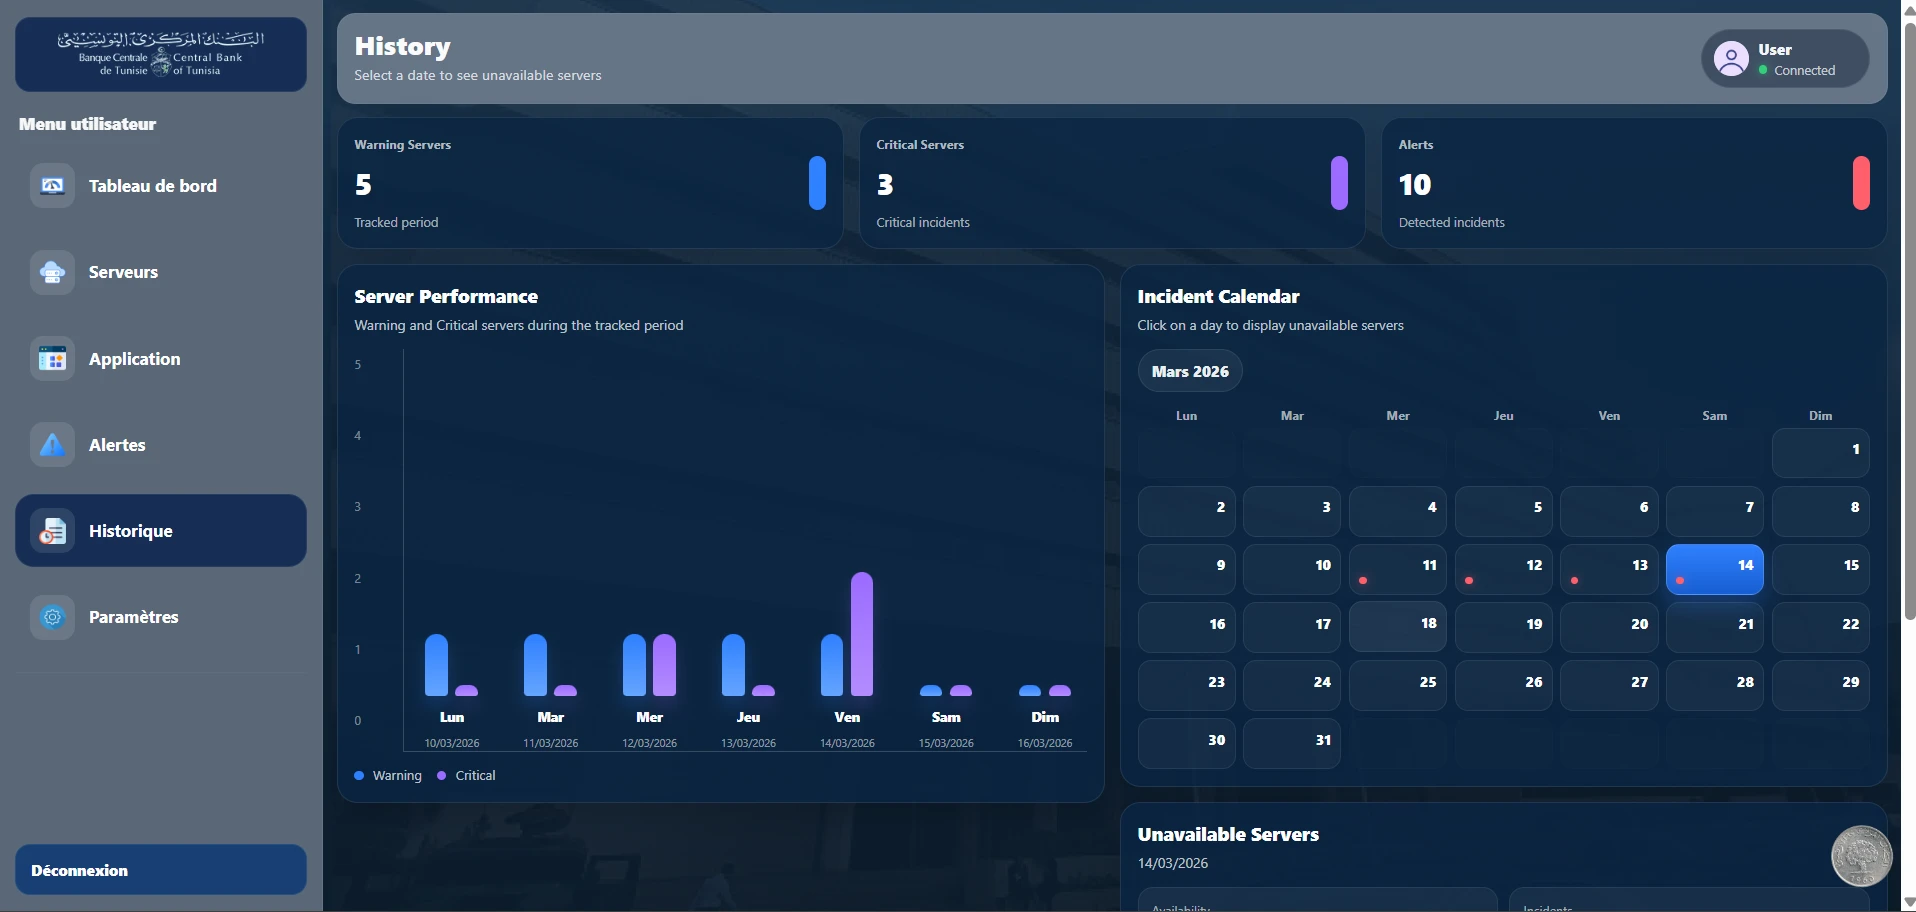 البنك المركزي التونسي
Banque Centrale Central Bank
de Tunisie of Tunisia
Menu utilisateur
Tableau de bord
Serveurs
Application
Alertes
Historique
Paramètres
Déconnexion
History
Select a date to see unavailable servers
User
Connected
Warning Servers
5
Tracked period
Critical Servers
3
Critical incidents
Alerts
10
Detected incidents
Server Performance
Warning and Critical servers during the tracked period
5
4
3
2
1
0
Lun Mar Mer Jeu Ven Sam Dim
10/03/2026 11/03/2026 12/03/2026 13/03/2026 14/03/2026 15/03/2026 16/03/2026
Warning Critical
Incident Calendar
Click on a day to display unavailable servers
Mars 2026
Lun Mar Mer Jeu Ven Sam Dim
1
2 3 4 5 6 7 8
9 10 11 12 13 14 15
16 17 18 19 20 21 22
23 24 25 26 27 28 29
30 31
Unavailable Servers
14/03/2026
Availability Incidents